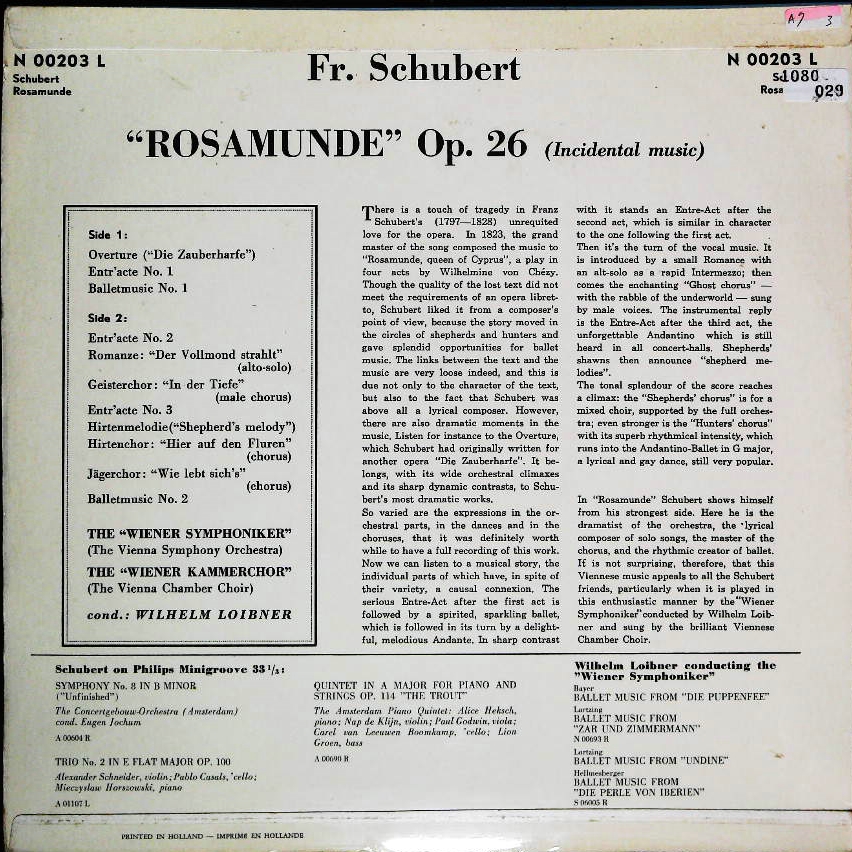 A7 3
N 00203 L
Schubert
Rosamunde
Fr. Schubert
N 00203 L
1080
Rosa
029
“ROSAMUNDE” Op. 26 (Incidental music)
Side 1:
Overture ("Die Zauberharfe")
Entr'acte No. 1
Balletmusic No. 1
Side 2:
Entr'acte No. 2
Romanze: "Der Vollmond strahlt"
(alto-solo)
Geisterchor: "In der Tiefe"
(male chorus)
Entr'acte No. 3
Hirtenmelodie("Shepherd's melody")
Hirtenchor: "Hier auf den Fluren"
(chorus)
Jägerchor: "Wie lebt sich's"
(chorus)
Balletmusic No. 2
THE "WIENER SYMPHONIKER"
(The Vienna Symphony Orchestra)
THE "WIENER KAMMERCHOR"
(The Vienna Chamber Choir)
cond.: WILHELM LOIBNER
There is a touch of tragedy in Franz
Schubert's (1797—1828) unrequited
love for the opera. In 1823, the grand
master of the song composed the music to
"Rosamunde, queen of Cyprus", a play in
four acts by Wilhelmine von Chézy.
Though the quality of the lost text did not
meet the requirements of an opera libret-
to, Schubert liked it from a composer's
point of view, because the story moved in
the circles of shepherds and hunters and
gave splendid opportunities for ballet
music. The links between the text and the
music are very loose indeed, and this is
due not only to the character of the text,
but also to the fact that Schubert was
above all a lyrical composer. However,
there are also dramatic moments in the
music. Listen for instance to the Overture,
which Schubert had originally written for
another opera "Die Zauberharfe". It be-
longs, with its wide orchestral climaxes
and its sharp dynamic contrasts, to Schu-
bert's most dramatic works.
So varied are the expressions in the or-
chestral parts, in the dances and in the
choruses, that it was definitely worth
while to have a full recording of this work.
Now we can listen to a musical story, the
individual parts of which have, in spite of
their variety, a causal connexion. The
serious Entre-Act after the first act is
followed by a spirited, sparkling ballet,
which is followed in its turn by a delight-
ful, melodious Andante. In sharp contrast
with it stands an Entre-Act after the
second act, which is similar in character
to the one following the first act.
Then it's the turn of the vocal music. It
is introduced by a small Romance with
an alt-solo as a rapid Intermezzo; then
comes the enchanting "Ghost chorus" —
with the rabble of the underworld — sung
by male voices. The instrumental reply
is the Entre-Act after the third act, the
unforgettable Andantino which is still
heard in all concert-halls. Shepherds'
shawns then announce "shepherd me-
lodies".
The tonal splendour of the score reaches
a climax: the "Shepherds' chorus" is for a
mixed choir, supported by the full orches-
tra; even stronger is the "Hunters' chorus"
with its superb rhythmical intensity, which
runs into the Andantino-Ballet in G major,
a lyrical and gay dance, still very popular.
In "Rosamunde" Schubert shows himself
from his strongest side. Here he is the
dramatist of the orchestra, the lyrical
composer of solo songs, the master of the
chorus, and the rhythmic creator of ballet.
If is not surprising, therefore, that this
Viennese music appeals to all the Schubert
friends, particularly when it is played in
this enthusiastic manner by the "Wiener
Symphoniker" conducted by Wilhelm Loib-
ner and sung by the brilliant Viennese
Chamber Choir.
Schubert on Philips Minigroove 33 1/3:
SYMPHONY No. 8 IN B MINOR
("Unfinished")
The Concertgebouw-Orchestra (Amsterdam)
cond. Eugen Jochum
A 00604 R
TRIO No. 2 IN E FLAT MAJOR OP. 100
Alexander Schneider, violin; Pablo Casals, 'cello;
Mieczyslaw Horszowski, piano
A 01107 L
QUINTET IN A MAJOR FOR PIANO AND
STRINGS OP. 114 "THE TROUT"
The Amsterdam Piano Quintet: Alice Heksch,
piano; Nap de Klijn, violin; Paul Godwin, viola;
Carel van Leeuwen Boomkamp, 'cello; Lion
Groen, bass
A 00690 R
Wilhelm Loibner conducting the
"Wiener Symphoniker"
Bayer
BALLET MUSIC FROM "DIE PUPPENFEE"
Lortzing
BALLET MUSIC FROM
"ZAR UND ZIMMERMANN"
N 00693 R
Lortzing
BALLET MUSIC FROM "UNDINE"
Hellmesberger
BALLET MUSIC FROM
"DIE PERLE VON IBERIEN"
S 06005 R
PRINTED IN HOLLAND — IMPRIMÉ EN HOLLANDE